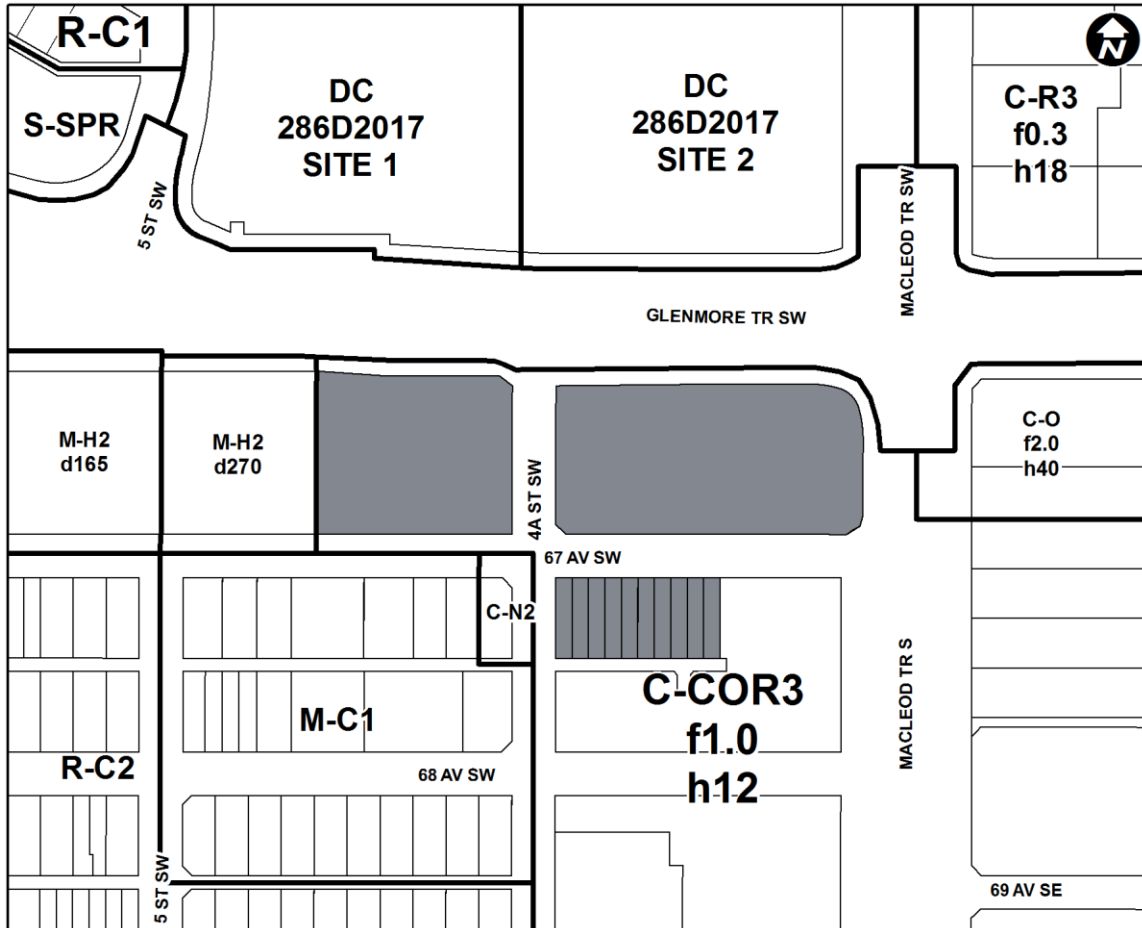 R-C1
S-SPR
5 ST SW
DC
286D2017
SITE 1
DC
286D2017
SITE 2
MACLEOD TR SW
C-R3
f0.3
h18
N
GLENMORE TR SW
M-H2
d165
M-H2
d270
4A ST SW
C-O
f2.0
h40
67 AV SW
C-N2
C-COR3
f1.0
h12
MACLEOD TR S
M-C1
R-C2
68 AV SW
5 ST SW
69 AV SE